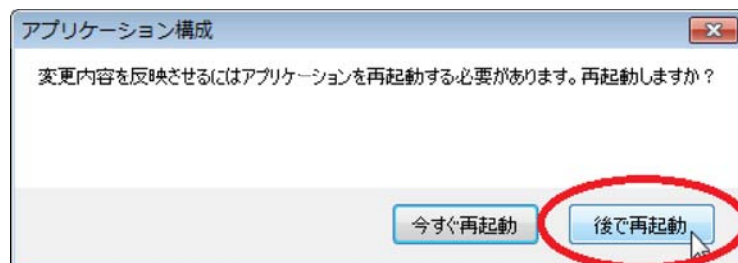 アプリケーション構成
変更内容を反映させるにはアプリケーションを再起動する必要があります。再起動しますか？
今すぐ再起動
後で再起動